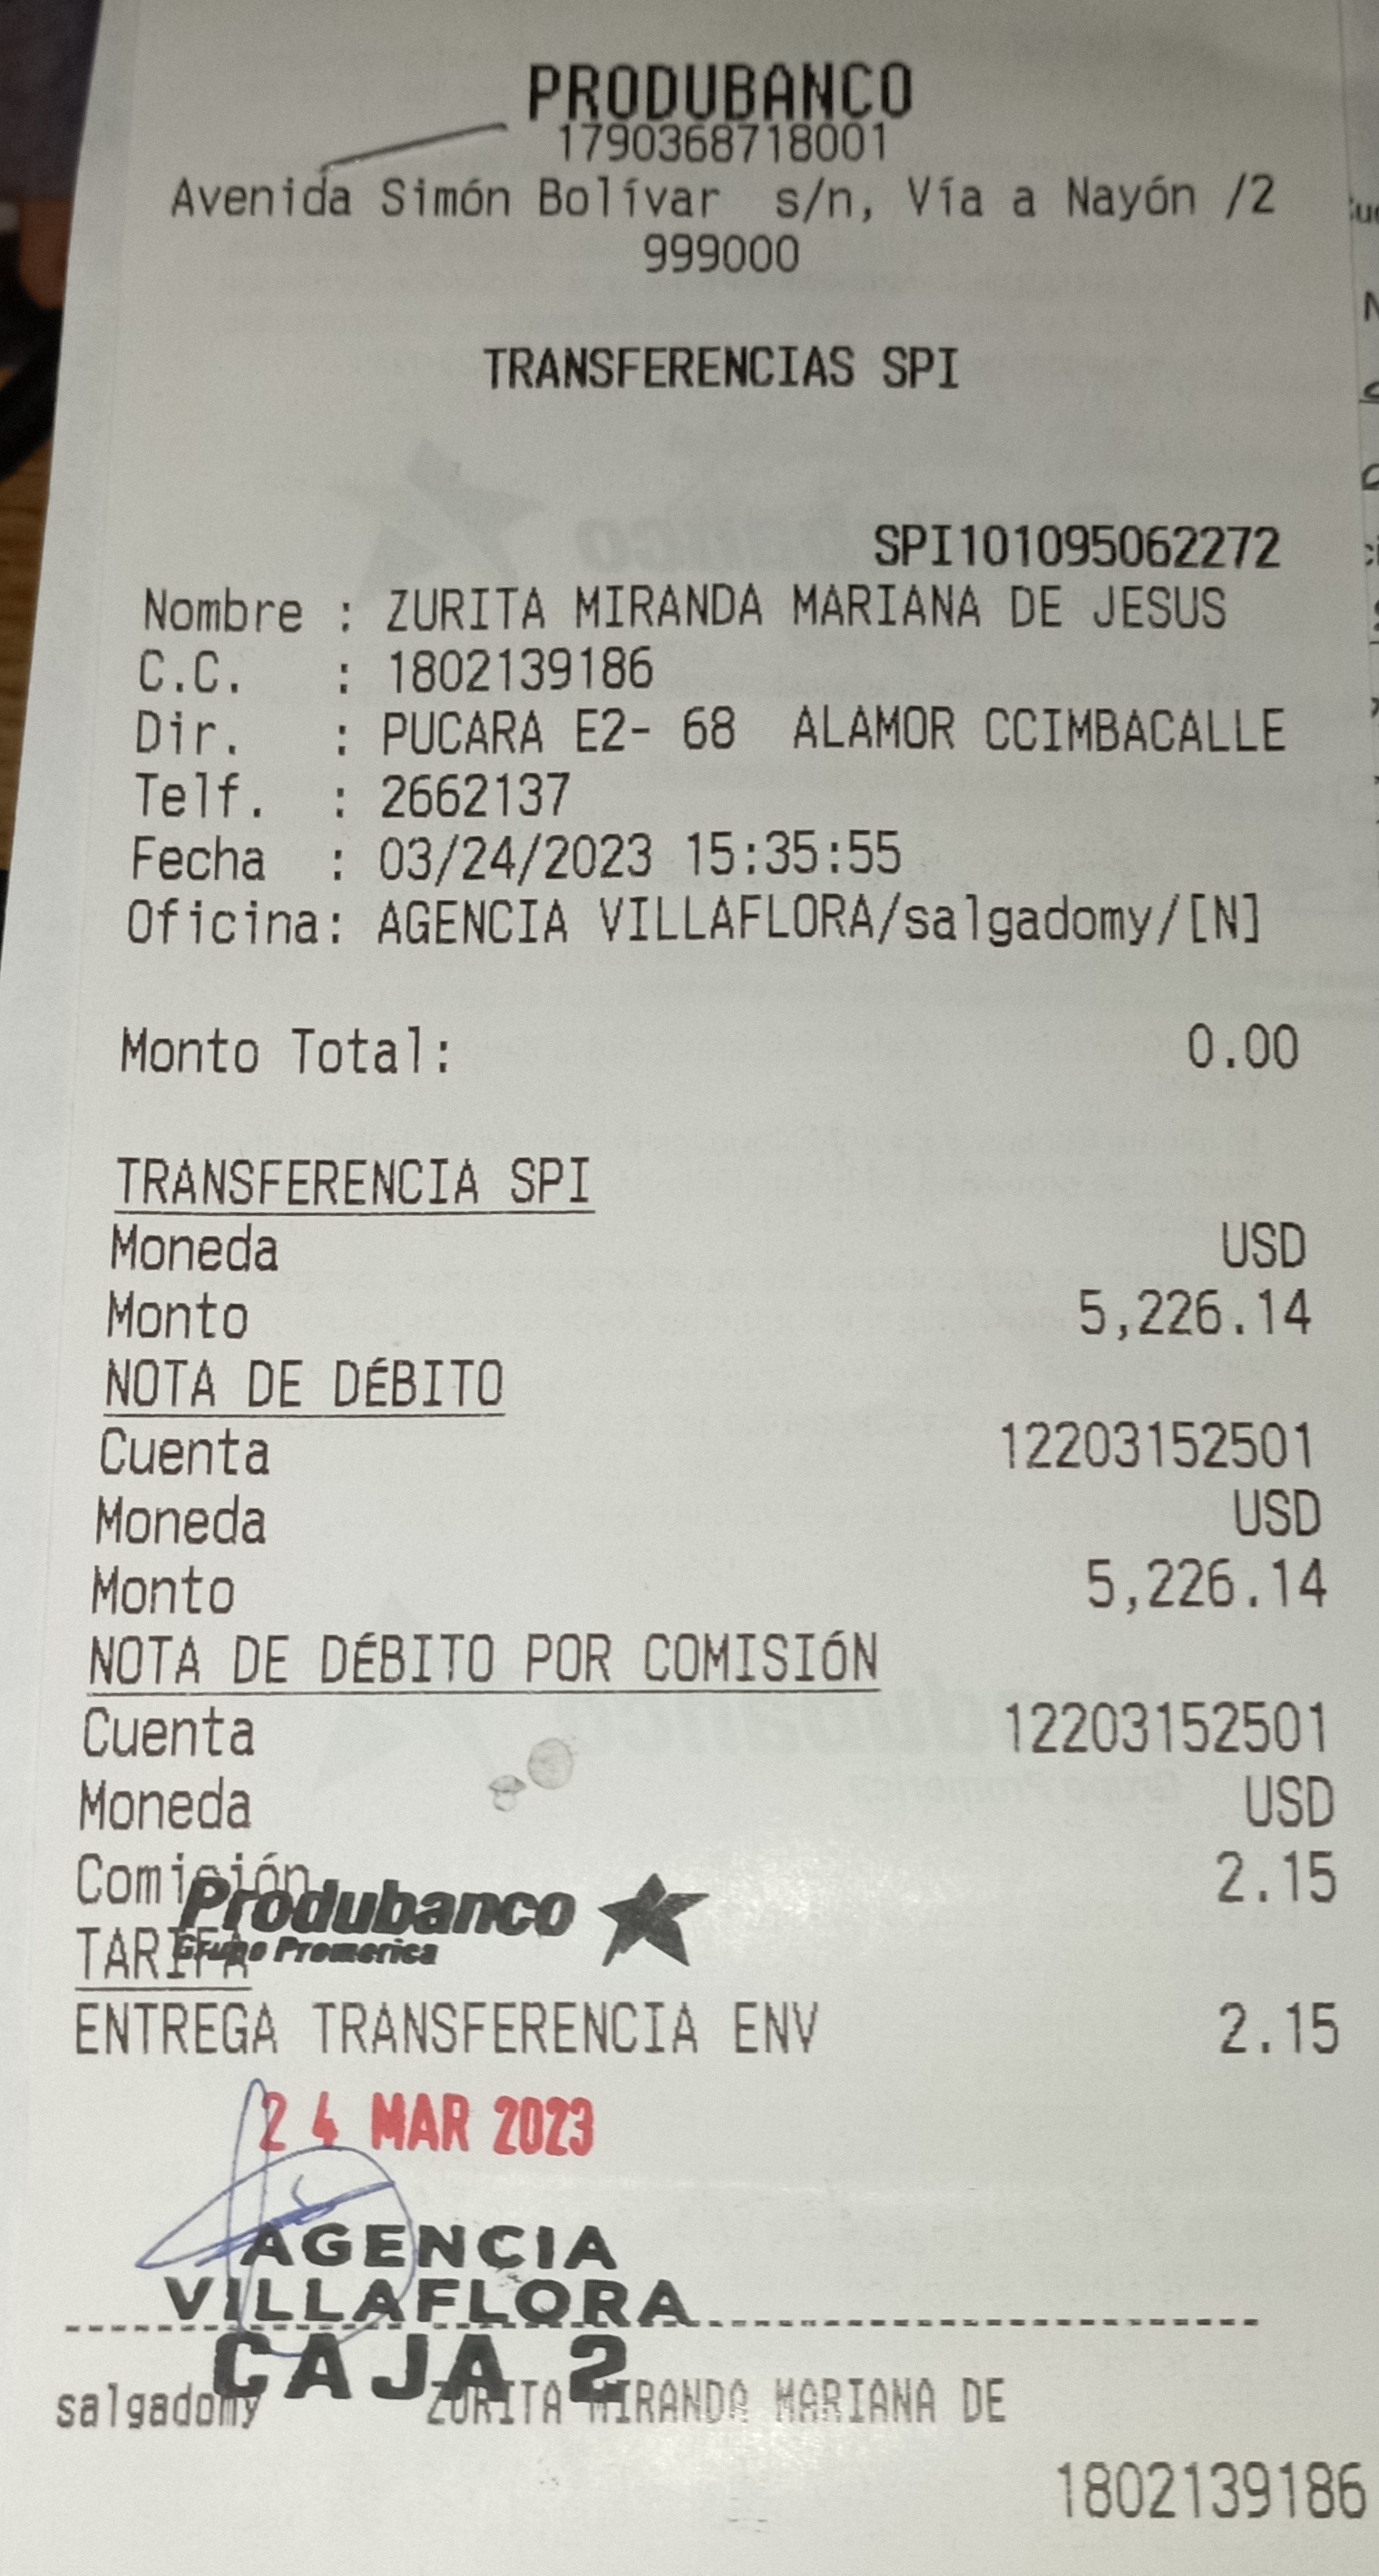 PRODUBANCO
1790368718001
Avenida Simón Bolívar s/n, Vía a Nayón /2
999000
TRANSFERENCIAS SPI
SPI101095062272
Nombre : ZURITA MIRANDA MARIANA DE JESUS
C.C. : 1802139186
Dir. : PUCARA E2- 68 ALAMOR CCIMBACALLE
Telf. : 2662137
Fecha : 03/24/2023 15:35:55
Oficina: AGENCIA VILLAFLORA/salgadomy/[N]
Monto Total: 0.00
TRANSFERENCIA SPI
Moneda USD
Monto 5,226.14
NOTA DE DÉBITO
Cuenta 12203152501
Moneda USD
Monto 5,226.14
NOTA DE DÉBITO POR COMISIÓN
Cuenta 12203152501
Moneda USD
Comisión 2.15
Produbanco
Grupo Promerica
TARIFA
ENTREGA TRANSFERENCIA ENV 2.15
24 MAR 2023
AGENCIA
VILLAFLORA
CAJA 2
salgadomy ZURITA MIRANDA MARIANA DE
1802139186